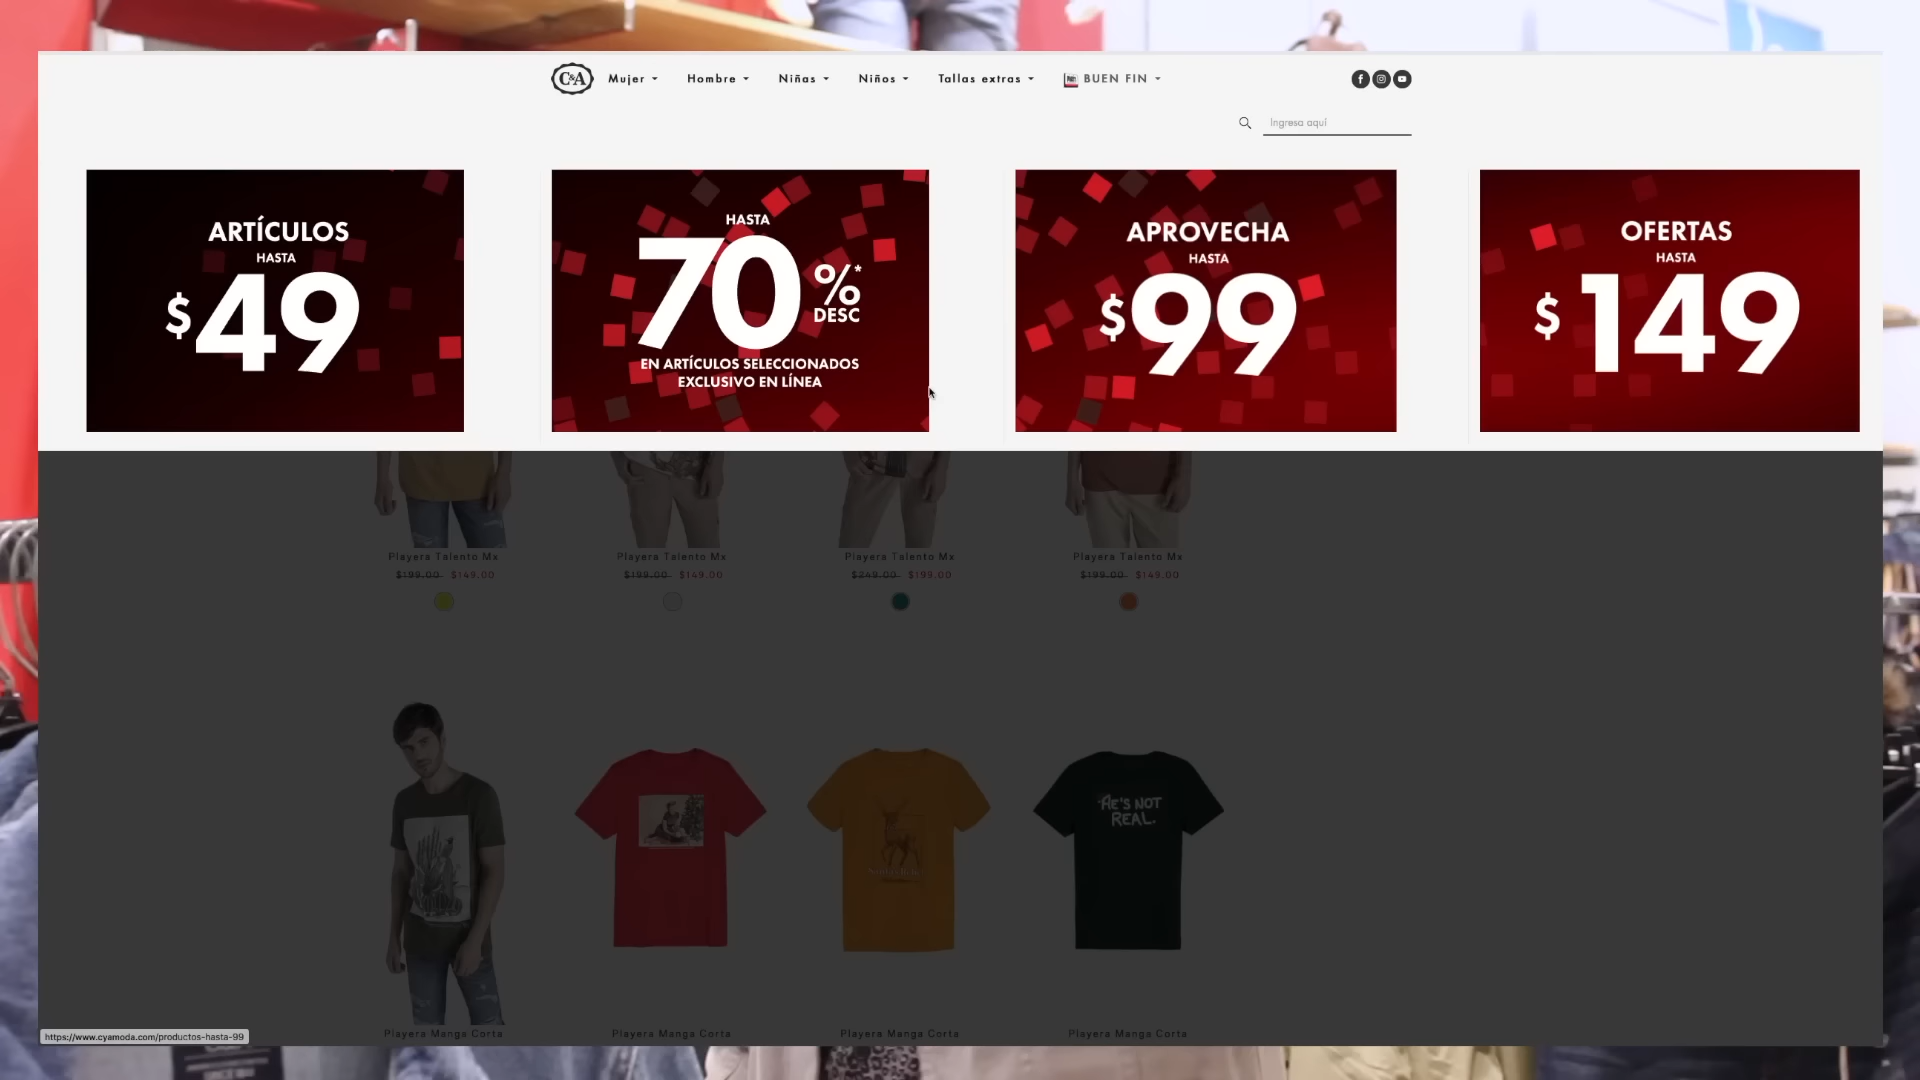 C&A
Mujer
Hombre
Niñas
Niños
Tallas extras
BUEN FIN
Ingresa aquí
ARTÍCULOS
HASTA
$49
HASTA
70%*
DESC
EN ARTÍCULOS SELECCIONADOS
EXCLUSIVO EN LÍNEA
APROVECHA
HASTA
$99
OFERTAS
HASTA
$149
Playera Talento Mx
Playera Talento Mx
Playera Talento Mx
Playera Talento Mx
$199.00 $149.00
$199.00 $149.00
$249.00 $199.00
$199.00 $149.00
HE'S NOT
REAL.
Playera Manga Corta
Playera Manga Corta
Playera Manga Corta
Playera Manga Corta
https://www.cyamoda.com/productos-hasta-99